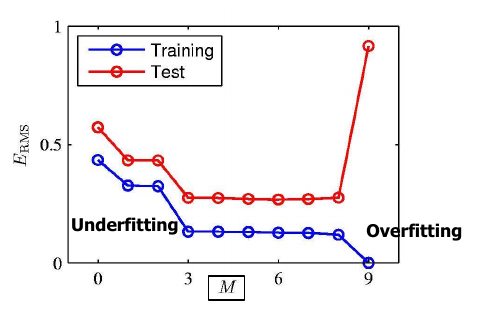 1
Training
Test
0.5
E_RMS
Underfitting
Overfitting
0
0 3 6 9
M